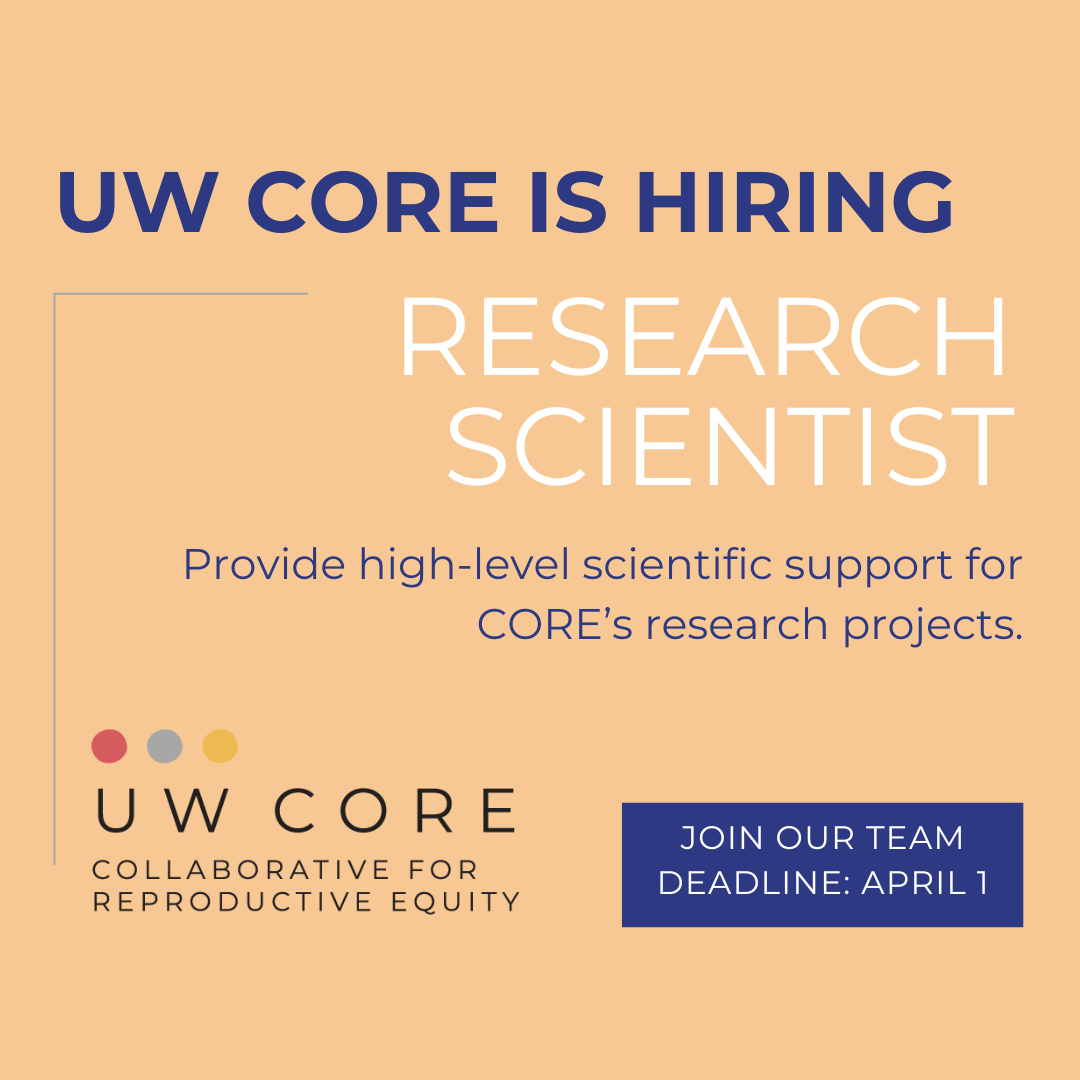 UW CORE IS HIRING
RESEARCH
SCIENTIST
Provide high-level scientific support for
CORE’s research projects.
UW CORE
COLLABORATIVE FOR
REPRODUCTIVE EQUITY
JOIN OUR TEAM
DEADLINE: APRIL 1